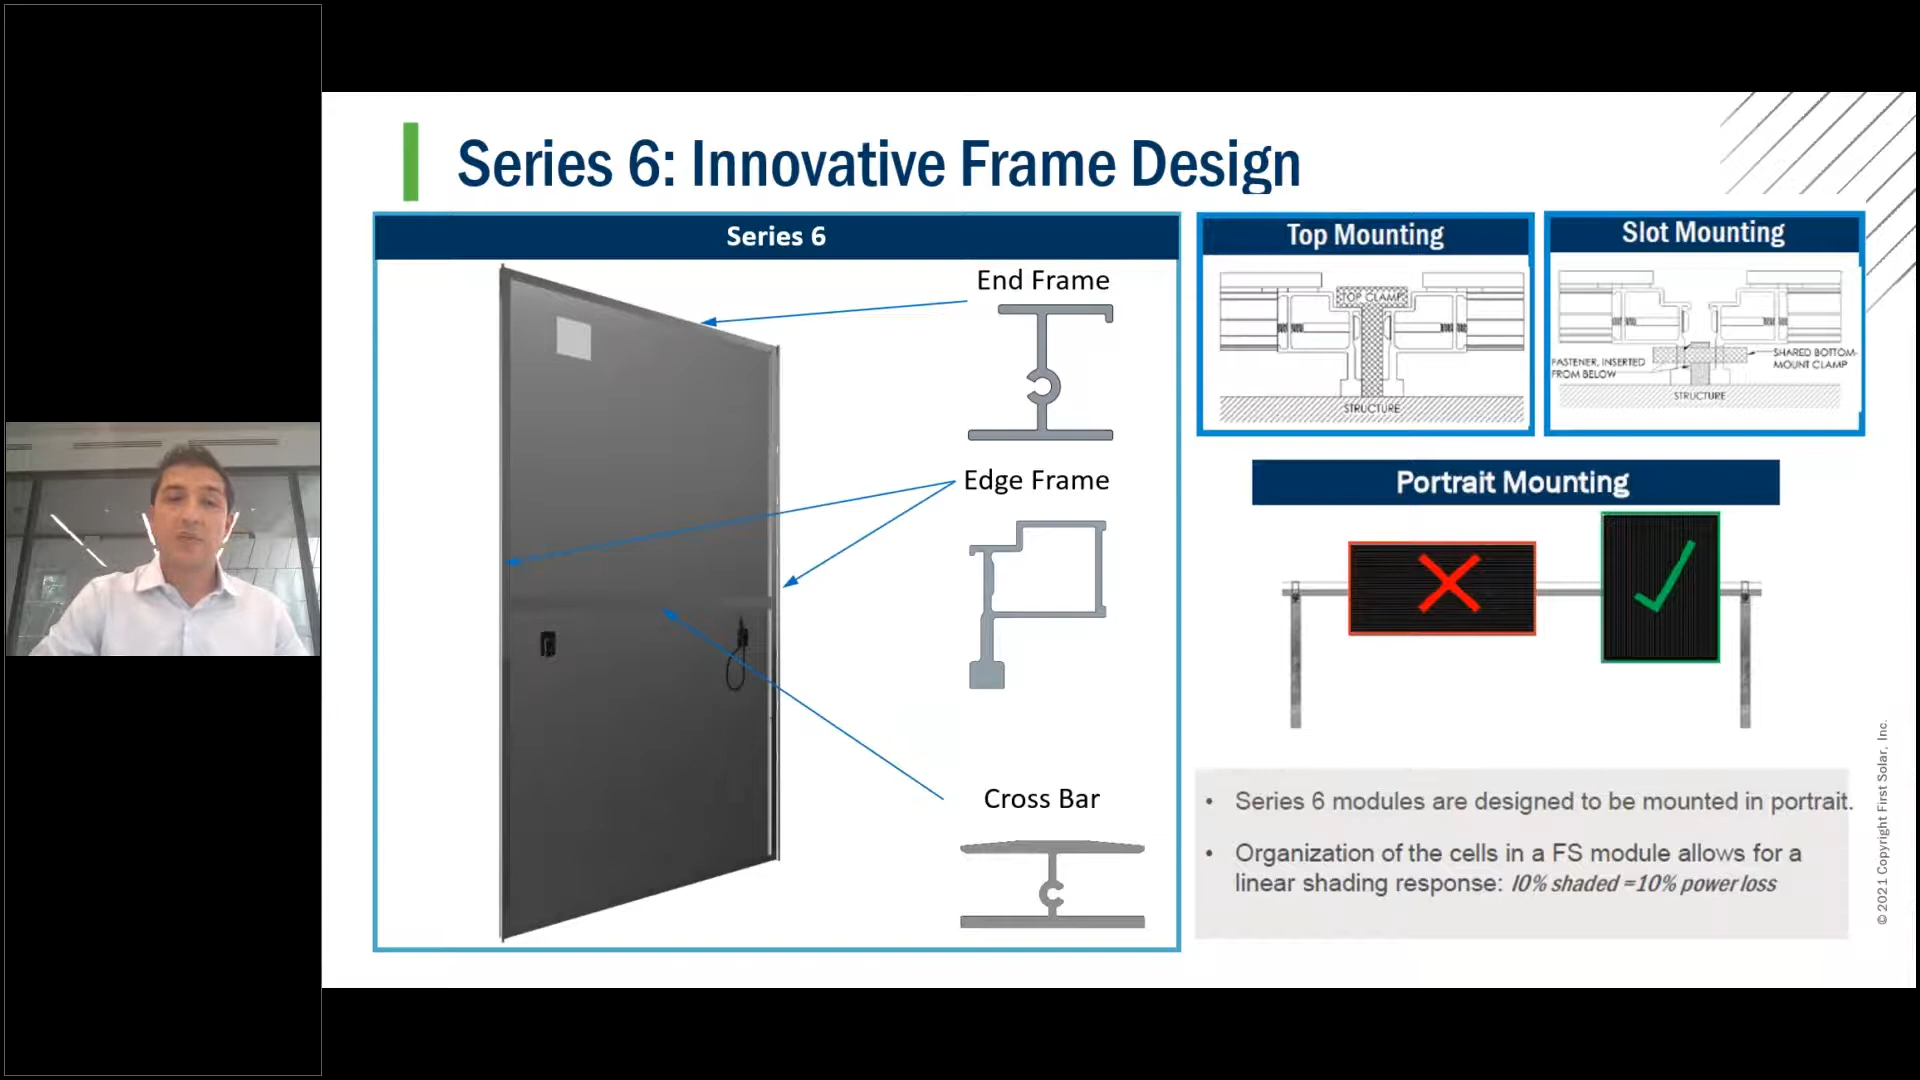 Series 6: Innovative Frame Design
Series 6
End Frame
Edge Frame
Cross Bar
Top Mounting
TOP CLAMP
STRUCTURE
Slot Mounting
FASTENER, INSERTED
FROM BELOW
SHARED BOTTOM-
MOUNT CLAMP
STRUCTURE
Portrait Mounting
• Series 6 modules are designed to be mounted in portrait.
• Organization of the cells in a FS module allows for a
linear shading response: 10% shaded =10% power loss
© 2021 Copyright First Solar, Inc.